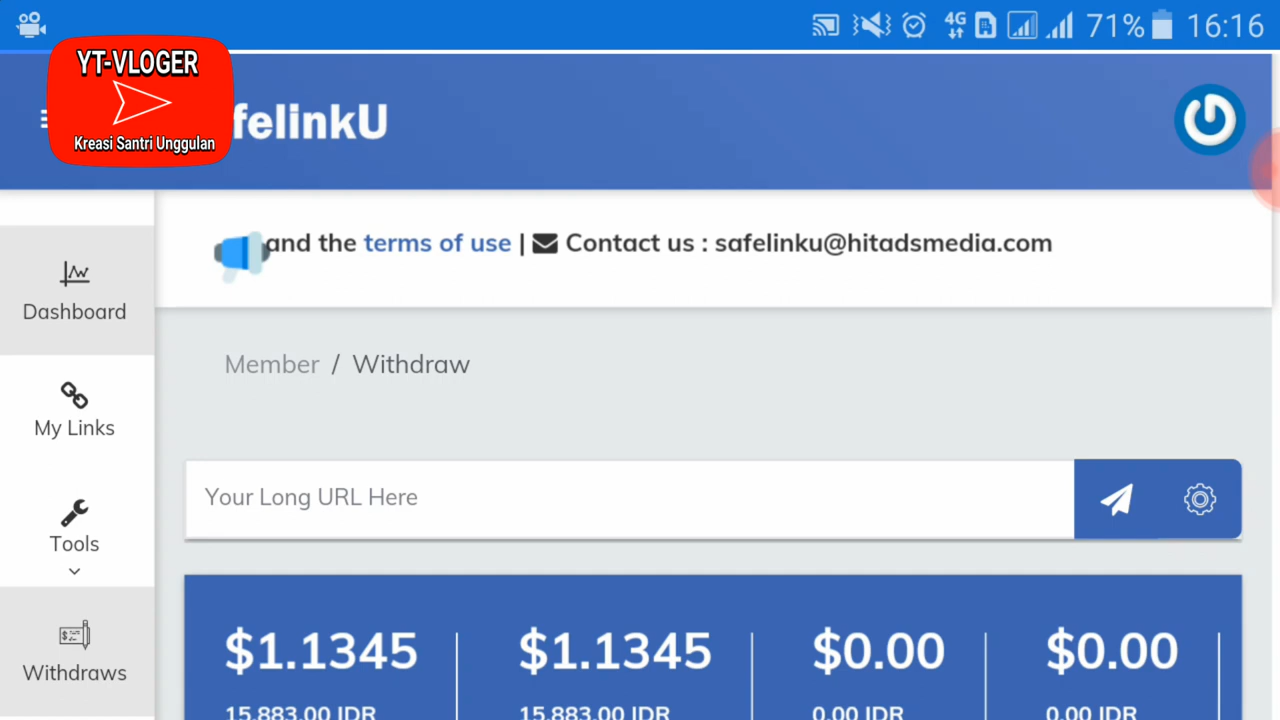 4G 71% 16:16
YT-VLOGER
Kreasi Santri Unggulan
felinkU
and the terms of use | Contact us : safelinku@hitadsmedia.com
Dashboard
Member / Withdraw
My Links
Your Long URL Here
Tools
$1.1345 $1.1345 $0.00 $0.00
15,883.00 IDR 15,883.00 IDR 0.00 IDR 0.00 IDR
Withdraws